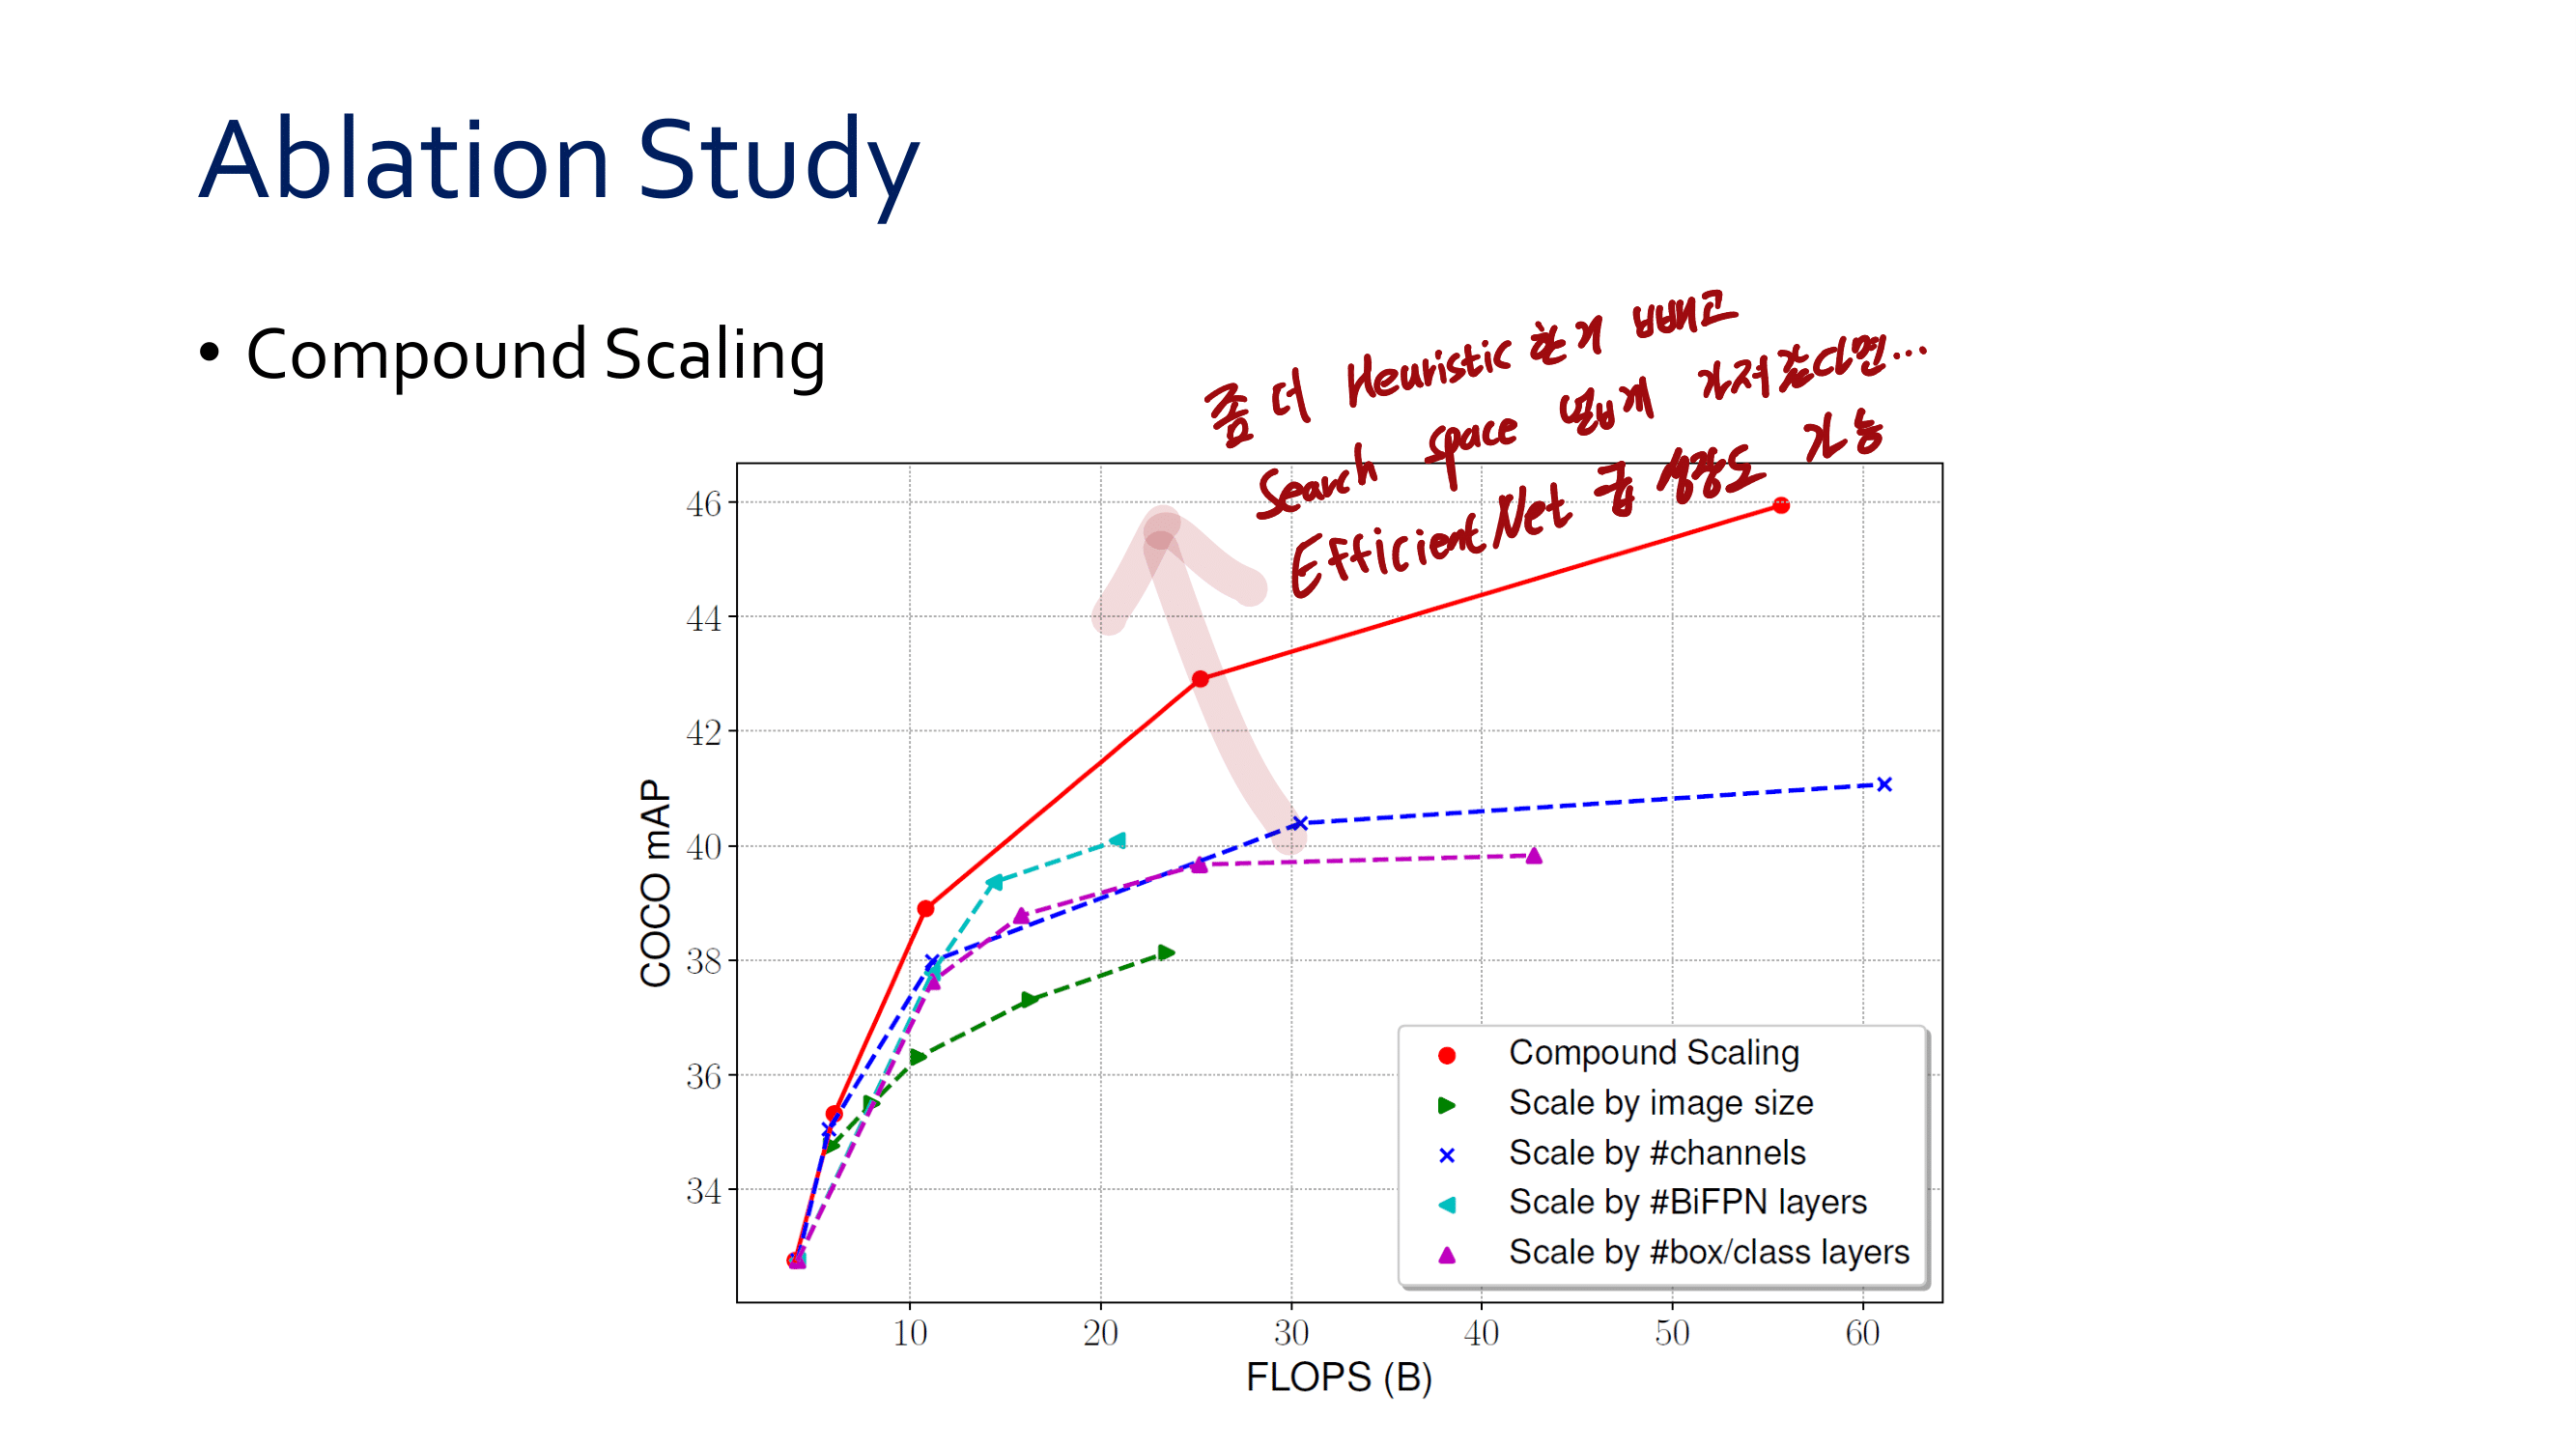 Ablation Study
• Compound Scaling
좀 더 Heuristic 한거 빼고
Search space 넓게 가져갔다면...
EfficientNet 급 성능도 가능
46
44
42
40
38
36
34
COCO mAP
10 20 30 40 50 60
FLOPS (B)
Compound Scaling
Scale by image size
Scale by #channels
Scale by #BiFPN layers
Scale by #box/class layers